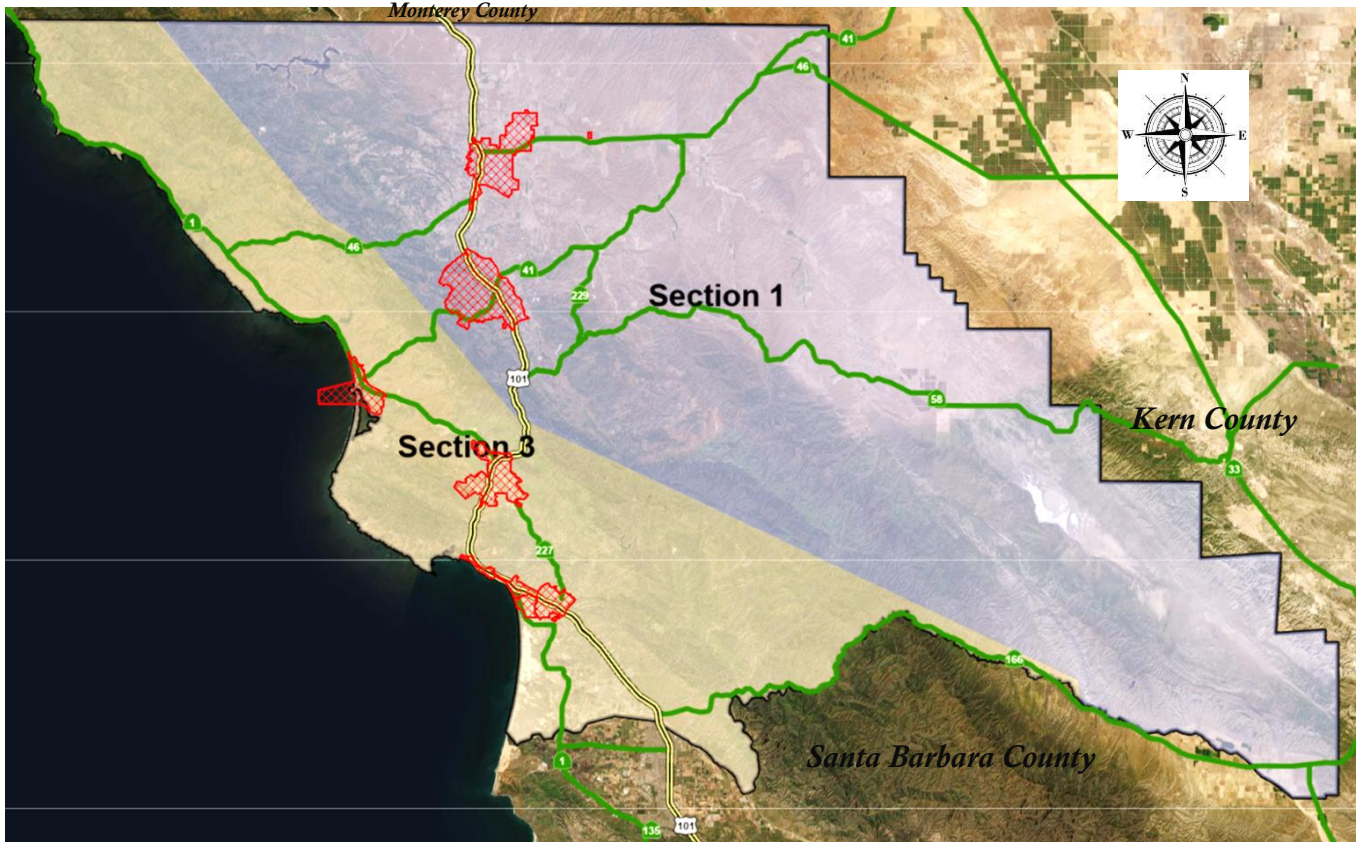 Monterey County
41
46
N
W E
S
1
46
41
229
Section 1
101
58
Kern County
Section 3
33
227
166
Santa Barbara County
1
135
101